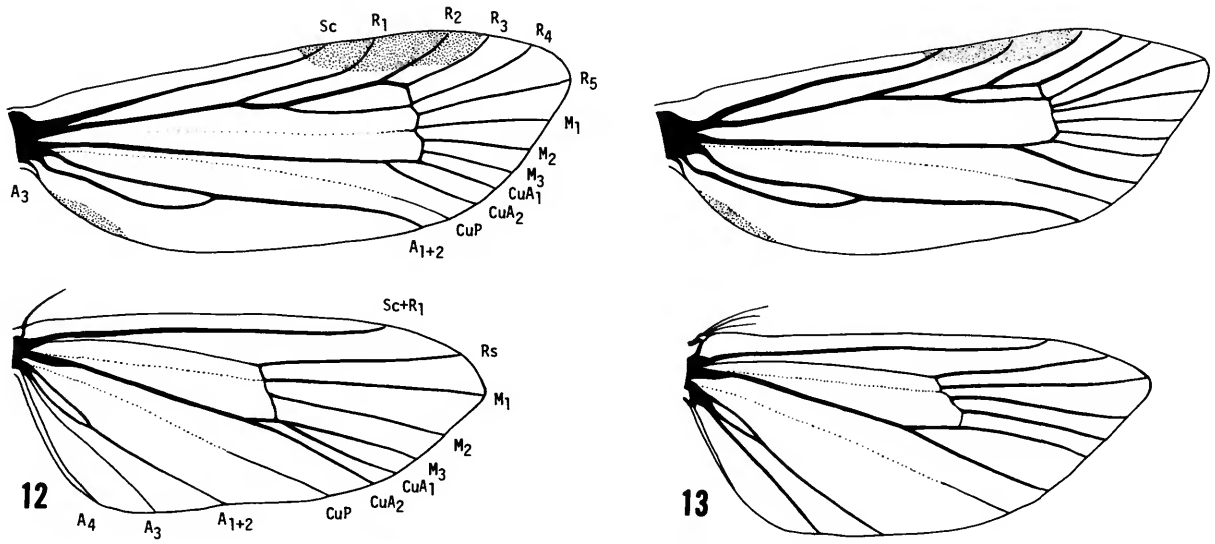 Sc
R1
R2
R3
R4
R5
M1
M2
M3
CuA1
CuA2
CuP
A1+2
A3
Sc+R1
Rs
M1
M2
M3
CuA1
CuA2
CuP
A1+2
A3
A4
12
13